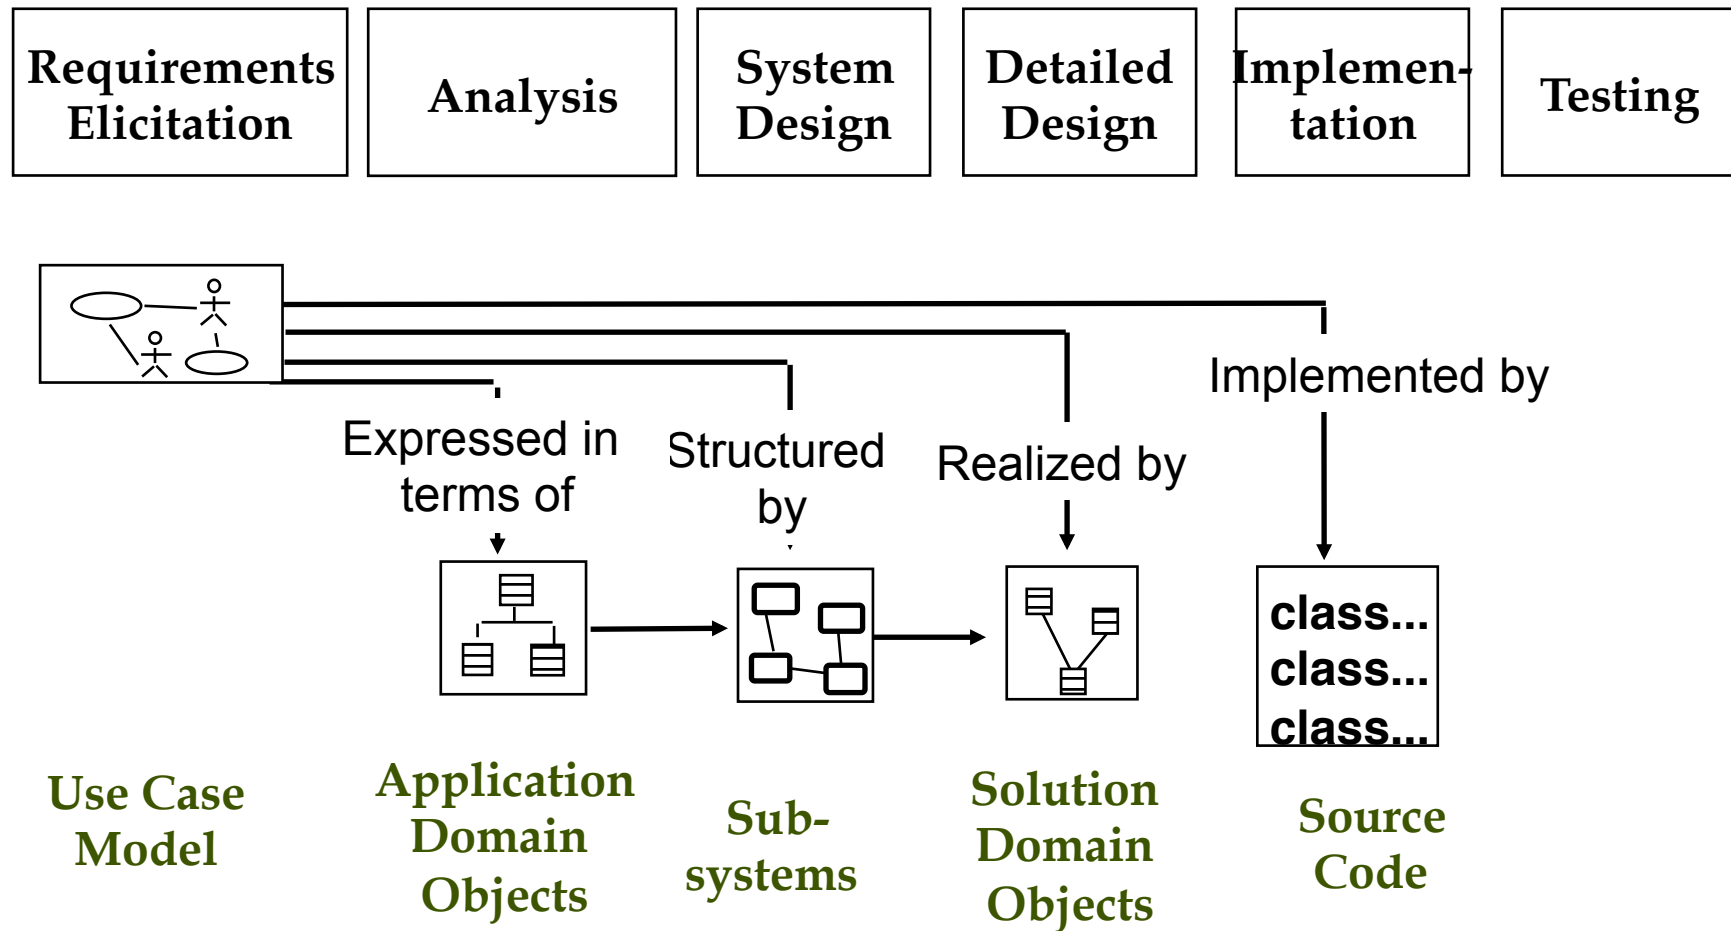 Requirements
Elicitation
Analysis
System
Design
Detailed
Design
Implemen-
tation
Testing
Implemented by
Expressed in
terms of
Structured
by
Realized by
class...
class...
class...
Use Case
Model
Application
Domain
Objects
Sub-
systems
Solution
Domain
Objects
Source
Code